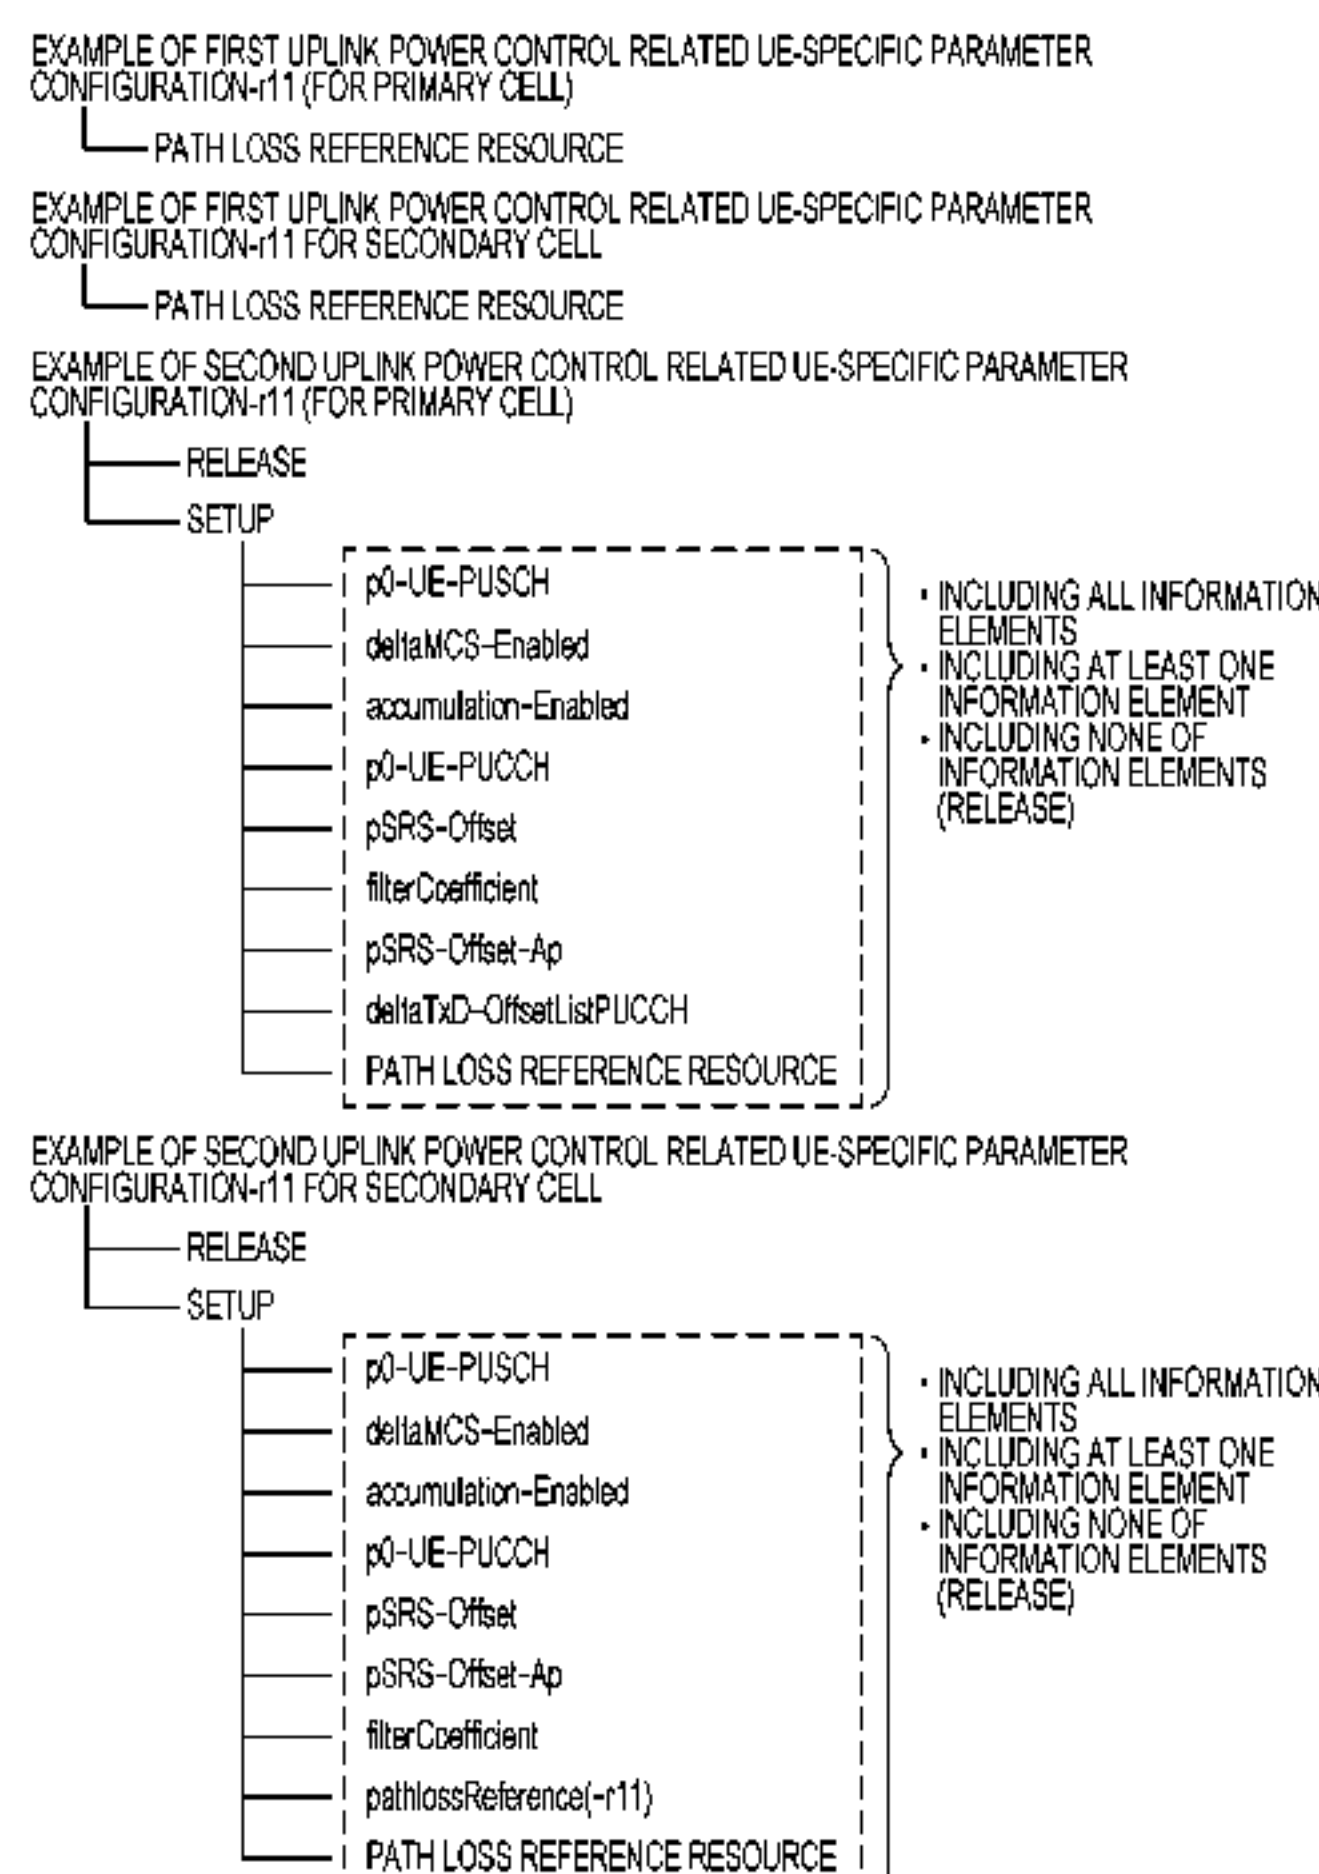 EXAMPLE OF FIRST UPLINK POWER CONTROL RELATED UE-SPECIFIC PARAMETER
CONFIGURATION-r11 (FOR PRIMARY CELL)
PATH LOSS REFERENCE RESOURCE
EXAMPLE OF FIRST UPLINK POWER CONTROL RELATED UE-SPECIFIC PARAMETER
CONFIGURATION-r11 FOR SECONDARY CELL
PATH LOSS REFERENCE RESOURCE
EXAMPLE OF SECOND UPLINK POWER CONTROL RELATED UE-SPECIFIC PARAMETER
CONFIGURATION-r11 (FOR PRIMARY CELL)
RELEASE
SETUP
p0-UE-PUSCH
deltaMCS-Enabled
accumulation-Enabled
p0-UE-PUCCH
pSRS-Offset
filterCoefficient
pSRS-Offset-Ap
deltaTxD-OffsetListPUCCH
PATH LOSS REFERENCE RESOURCE
• INCLUDING ALL INFORMATION
ELEMENTS
• INCLUDING AT LEAST ONE
INFORMATION ELEMENT
• INCLUDING NONE OF
INFORMATION ELEMENTS
(RELEASE)
EXAMPLE OF SECOND UPLINK POWER CONTROL RELATED UE-SPECIFIC PARAMETER
CONFIGURATION-r11 FOR SECONDARY CELL
RELEASE
SETUP
p0-UE-PUSCH
deltaMCS-Enabled
accumulation-Enabled
p0-UE-PUCCH
pSRS-Offset
pSRS-Offset-Ap
filterCoefficient
pathlossReference(-r11)
PATH LOSS REFERENCE RESOURCE
• INCLUDING ALL INFORMATION
ELEMENTS
• INCLUDING AT LEAST ONE
INFORMATION ELEMENT
• INCLUDING NONE OF
INFORMATION ELEMENTS
(RELEASE)